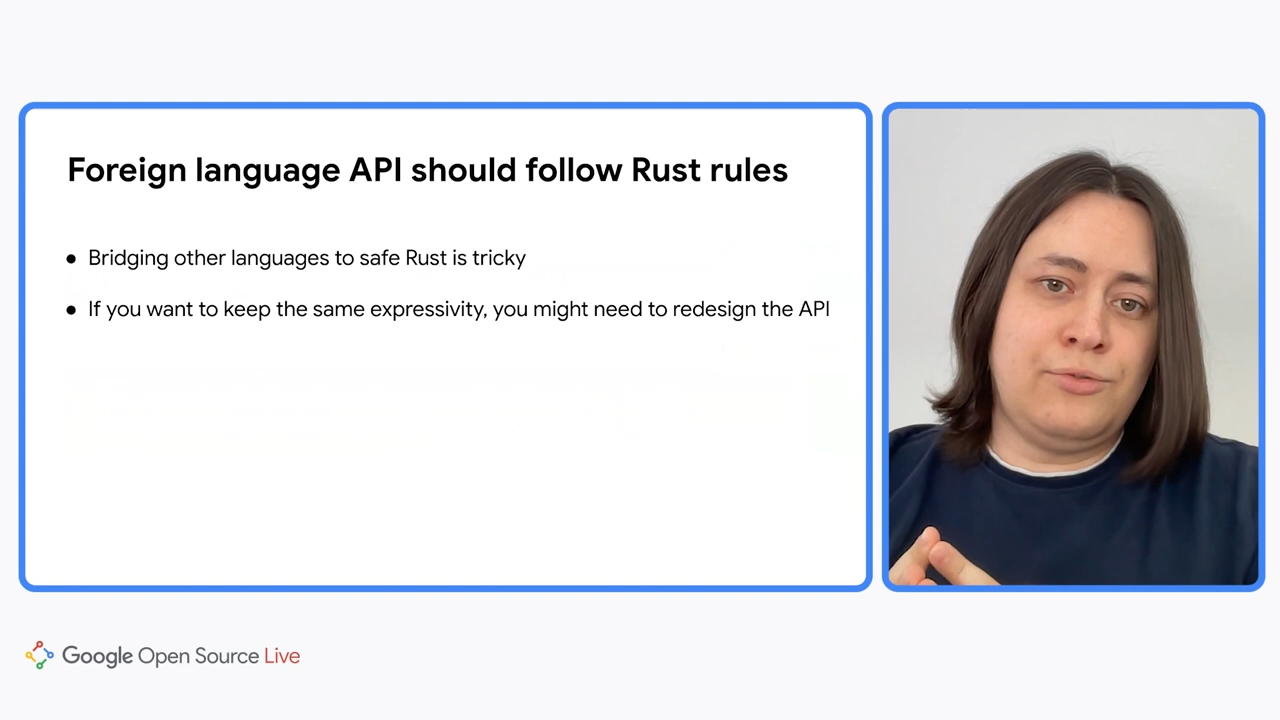 Foreign language API should follow Rust rules
● Bridging other languages to safe Rust is tricky
● If you want to keep the same expressivity, you might need to redesign the API
Google Open Source Live